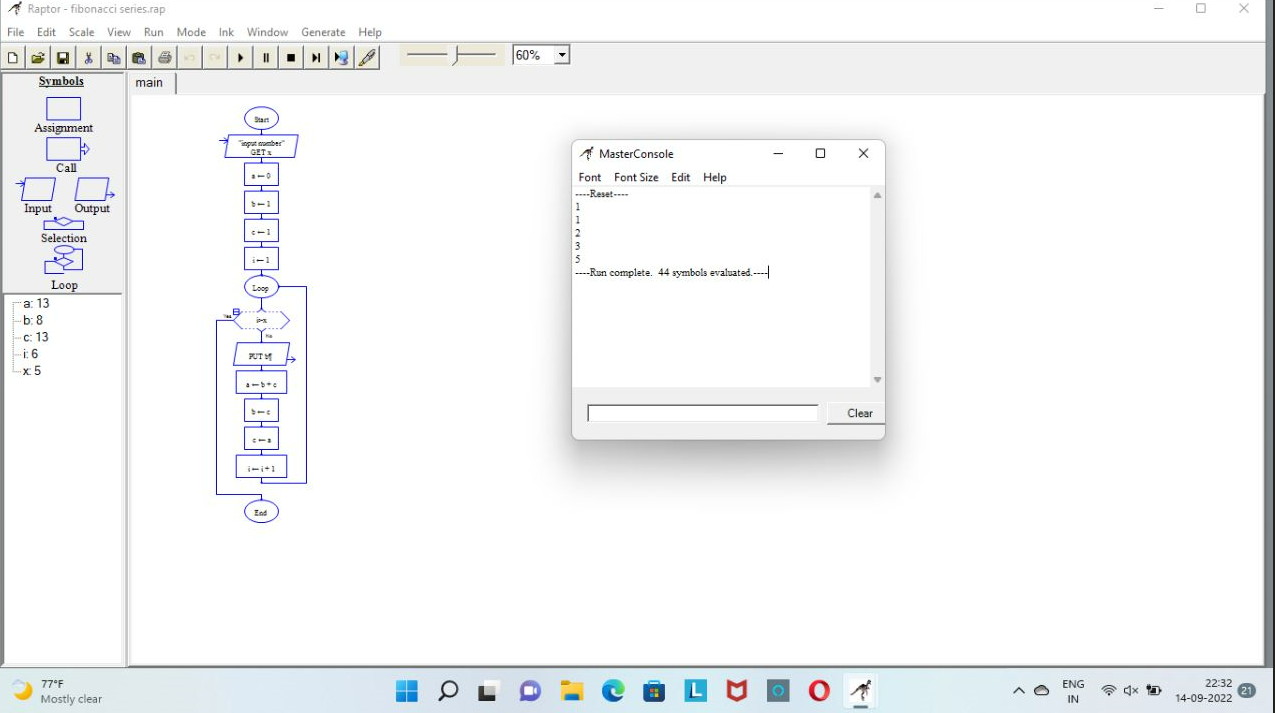 Raptor - fibonacci series.rap
File Edit Scale View Run Mode Ink Window Generate Help
60%
Symbols
main
Assignment
Call
Input Output
Selection
Loop
a: 13
b: 8
c: 13
i: 6
x: 5
Start
"input number"
GET x
a ← 0
b ← 1
c ← 1
i ← 1
Loop
i>x
Yes
No
PUT b¶
a ← b + c
b ← c
c ← a
i ← i + 1
End
MasterConsole
Font Font Size Edit Help
----Reset----
1
1
2
3
5
----Run complete. 44 symbols evaluated.----
Clear
77°F
Mostly clear
L
ENG
IN
22:32
14-09-2022
21